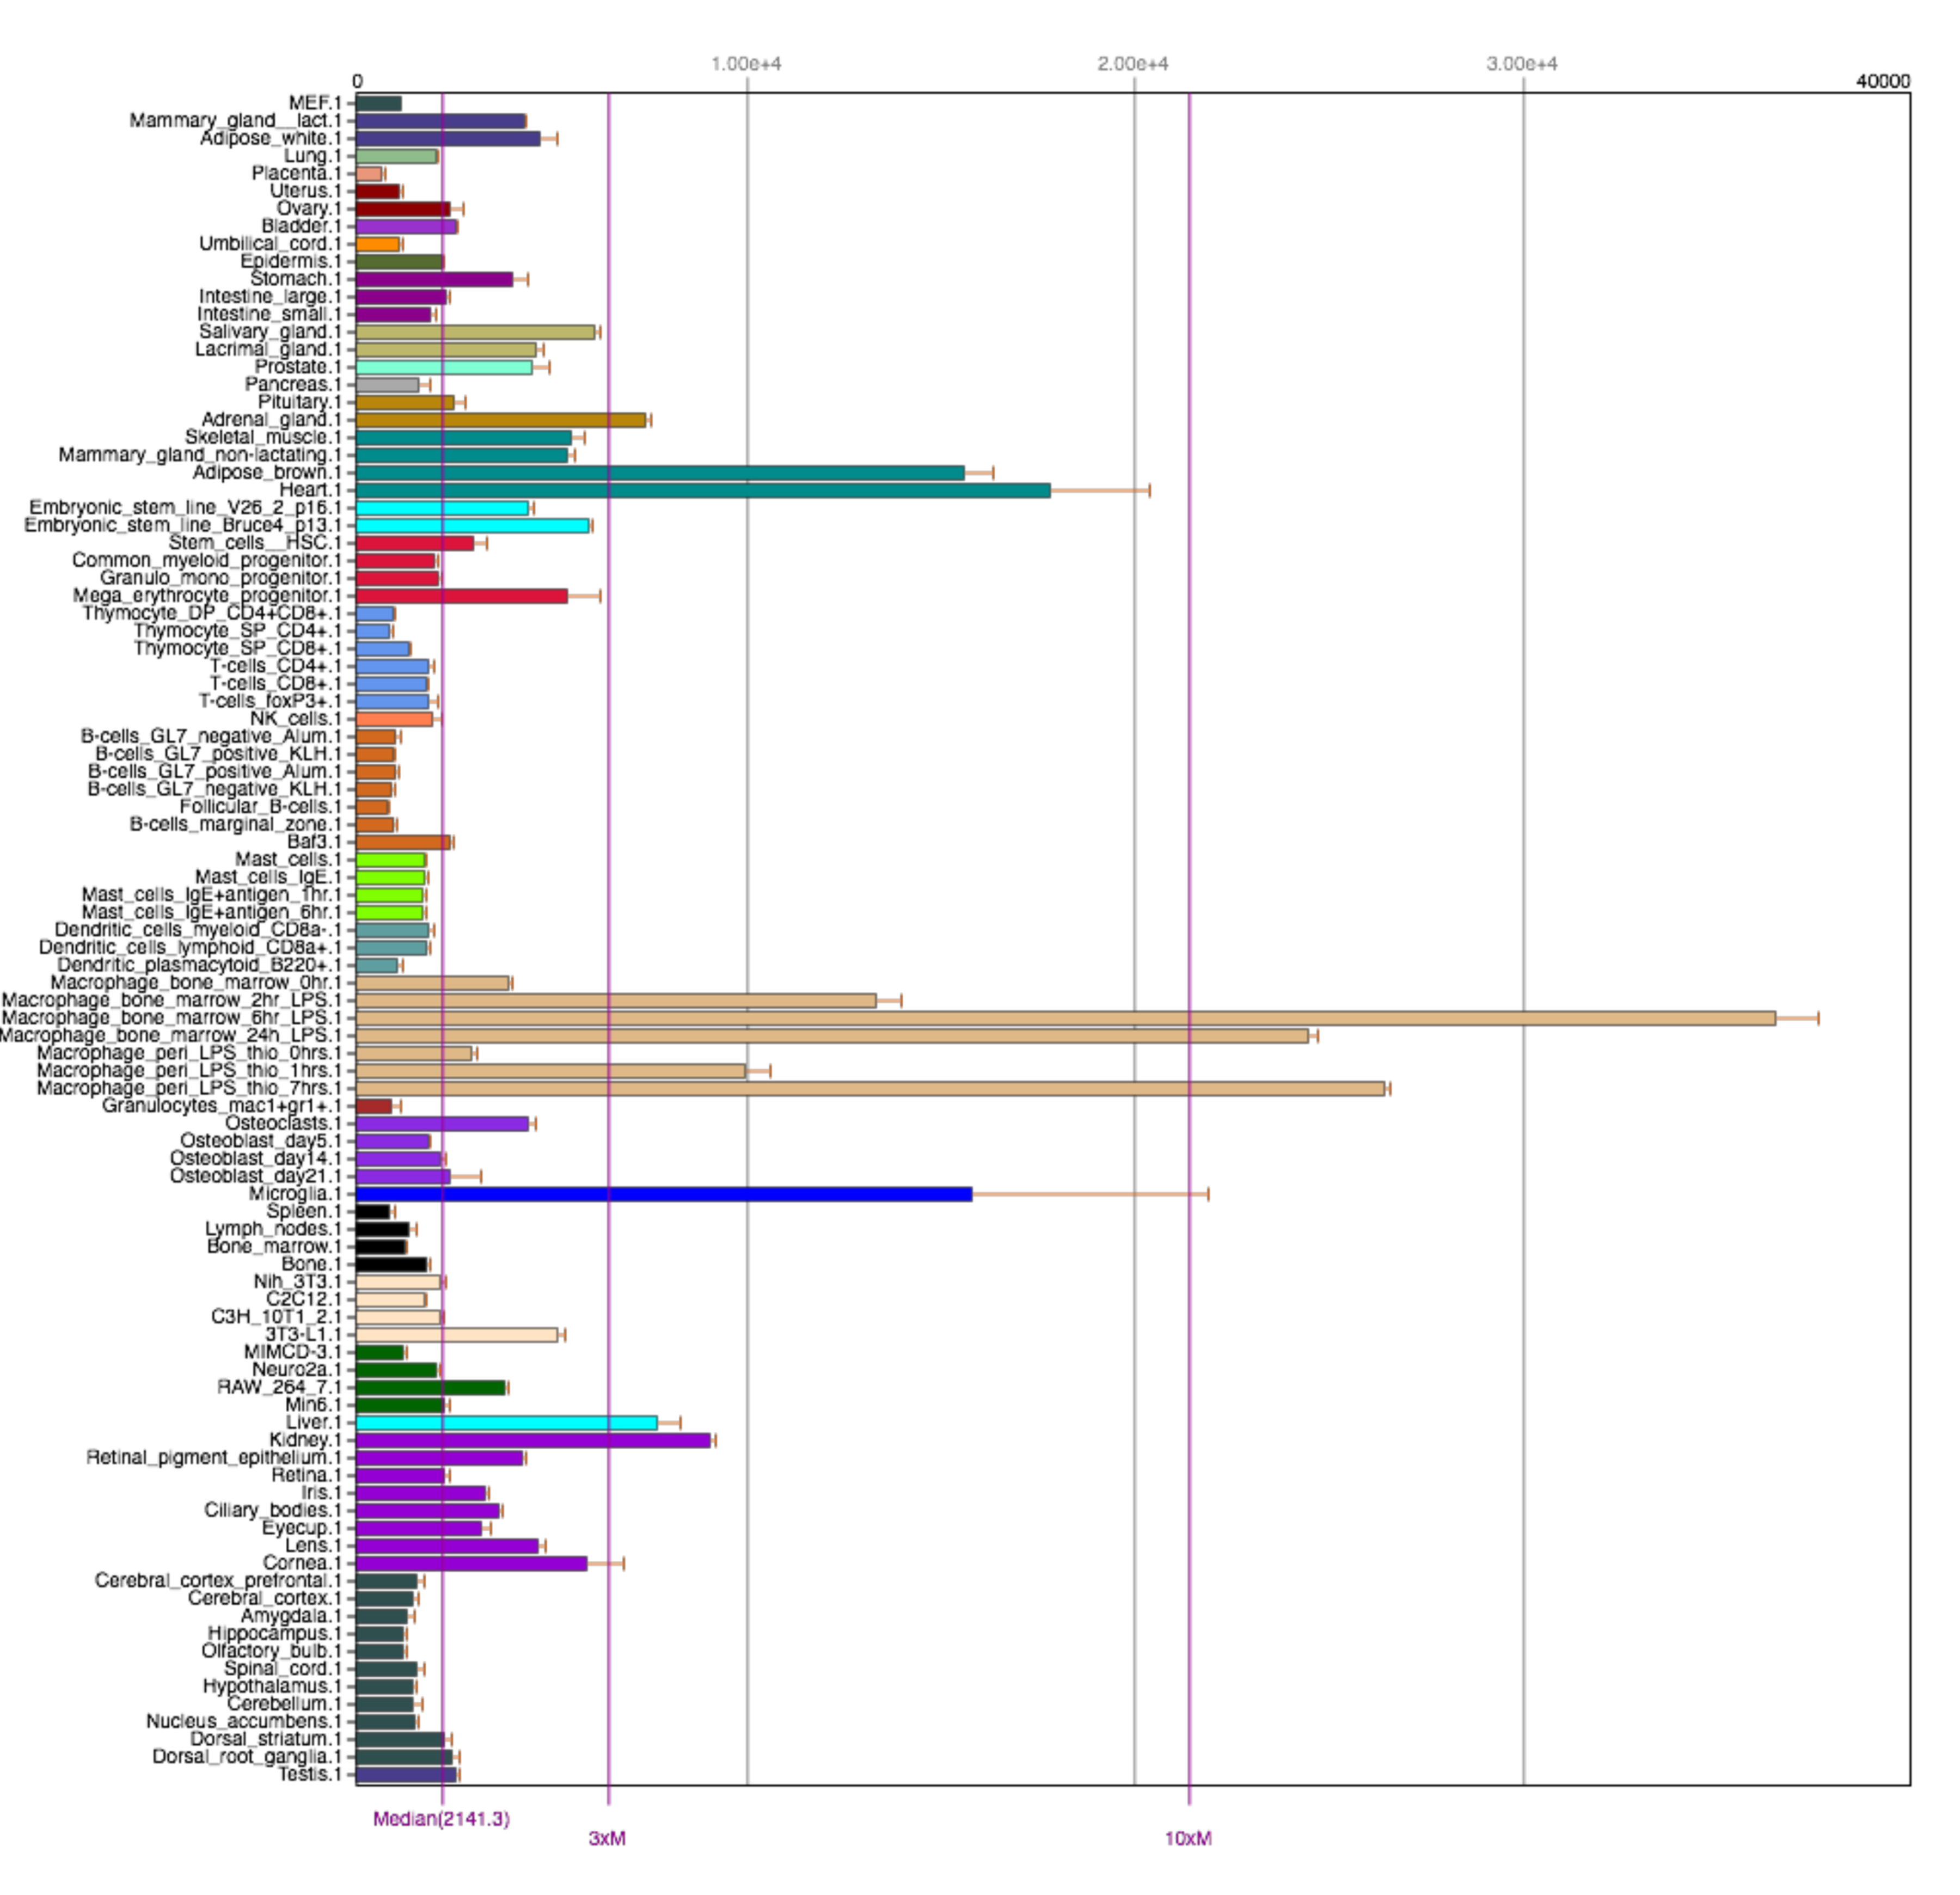 1.00e+4 2.00e+4 3.00e+4
0 40000
MEF.1
Mammary_gland__lact.1
Adipose_white.1
Lung.1
Placenta.1
Uterus.1
Ovary.1
Bladder.1
Umbilical_cord.1
Epidermis.1
Stomach.1
Intestine_large.1
Intestine_small.1
Salivary_gland.1
Lacrimal_gland.1
Prostate.1
Pancreas.1
Pituitary.1
Adrenal_gland.1
Skeletal_muscle.1
Mammary_gland_non-lactating.1
Adipose_brown.1
Heart.1
Embryonic_stem_line_V26_2_p16.1
Embryonic_stem_line_Bruce4_p13.1
Stem_cells__HSC.1
Common_myeloid_progenitor.1
Granulo_mono_progenitor.1
Mega_erythrocyte_progenitor.1
Thymocyte_DP_CD4+CD8+.1
Thymocyte_SP_CD4+.1
Thymocyte_SP_CD8+.1
T-cells_CD4+.1
T-cells_CD8+.1
T-cells_foxP3+.1
NK_cells.1
B-cells_GL7_negative_Alum.1
B-cells_GL7_positive_KLH.1
B-cells_GL7_positive_Alum.1
B-cells_GL7_negative_KLH.1
Follicular_B-cells.1
B-cells_marginal_zone.1
Baf3.1
Mast_cells.1
Mast_cells_IgE.1
Mast_cells_IgE+antigen_1hr.1
Mast_cells_IgE+antigen_6hr.1
Dendritic_cells_myeloid_CD8a-.1
Dendritic_cells_lymphoid_CD8a+.1
Dendritic_plasmacytoid_B220+.1
Macrophage_bone_marrow_0hr.1
Macrophage_bone_marrow_2hr_LPS.1
Macrophage_bone_marrow_6hr_LPS.1
Macrophage_bone_marrow_24h_LPS.1
Macrophage_peri_LPS_thio_0hrs.1
Macrophage_peri_LPS_thio_1hrs.1
Macrophage_peri_LPS_thio_7hrs.1
Granulocytes_mac1+gr1+.1
Osteoclasts.1
Osteoblast_day5.1
Osteoblast_day14.1
Osteoblast_day21.1
Microglia.1
Spleen.1
Lymph_nodes.1
Bone_marrow.1
Bone.1
Nih_3T3.1
C2C12.1
C3H_10T1_2.1
3T3-L1.1
MIMCD-3.1
Neuro2a.1
RAW_264_7.1
Min6.1
Liver.1
Kidney.1
Retinal_pigment_epithelium.1
Retina.1
Iris.1
Ciliary_bodies.1
Eyecup.1
Lens.1
Cornea.1
Cerebral_cortex_prefrontal.1
Cerebral_cortex.1
Amygdala.1
Hippocampus.1
Olfactory_bulb.1
Spinal_cord.1
Hypothalamus.1
Cerebellum.1
Nucleus_accumbens.1
Dorsal_striatum.1
Dorsal_root_ganglia.1
Testis.1
Median(2141.3)
3xM 10xM